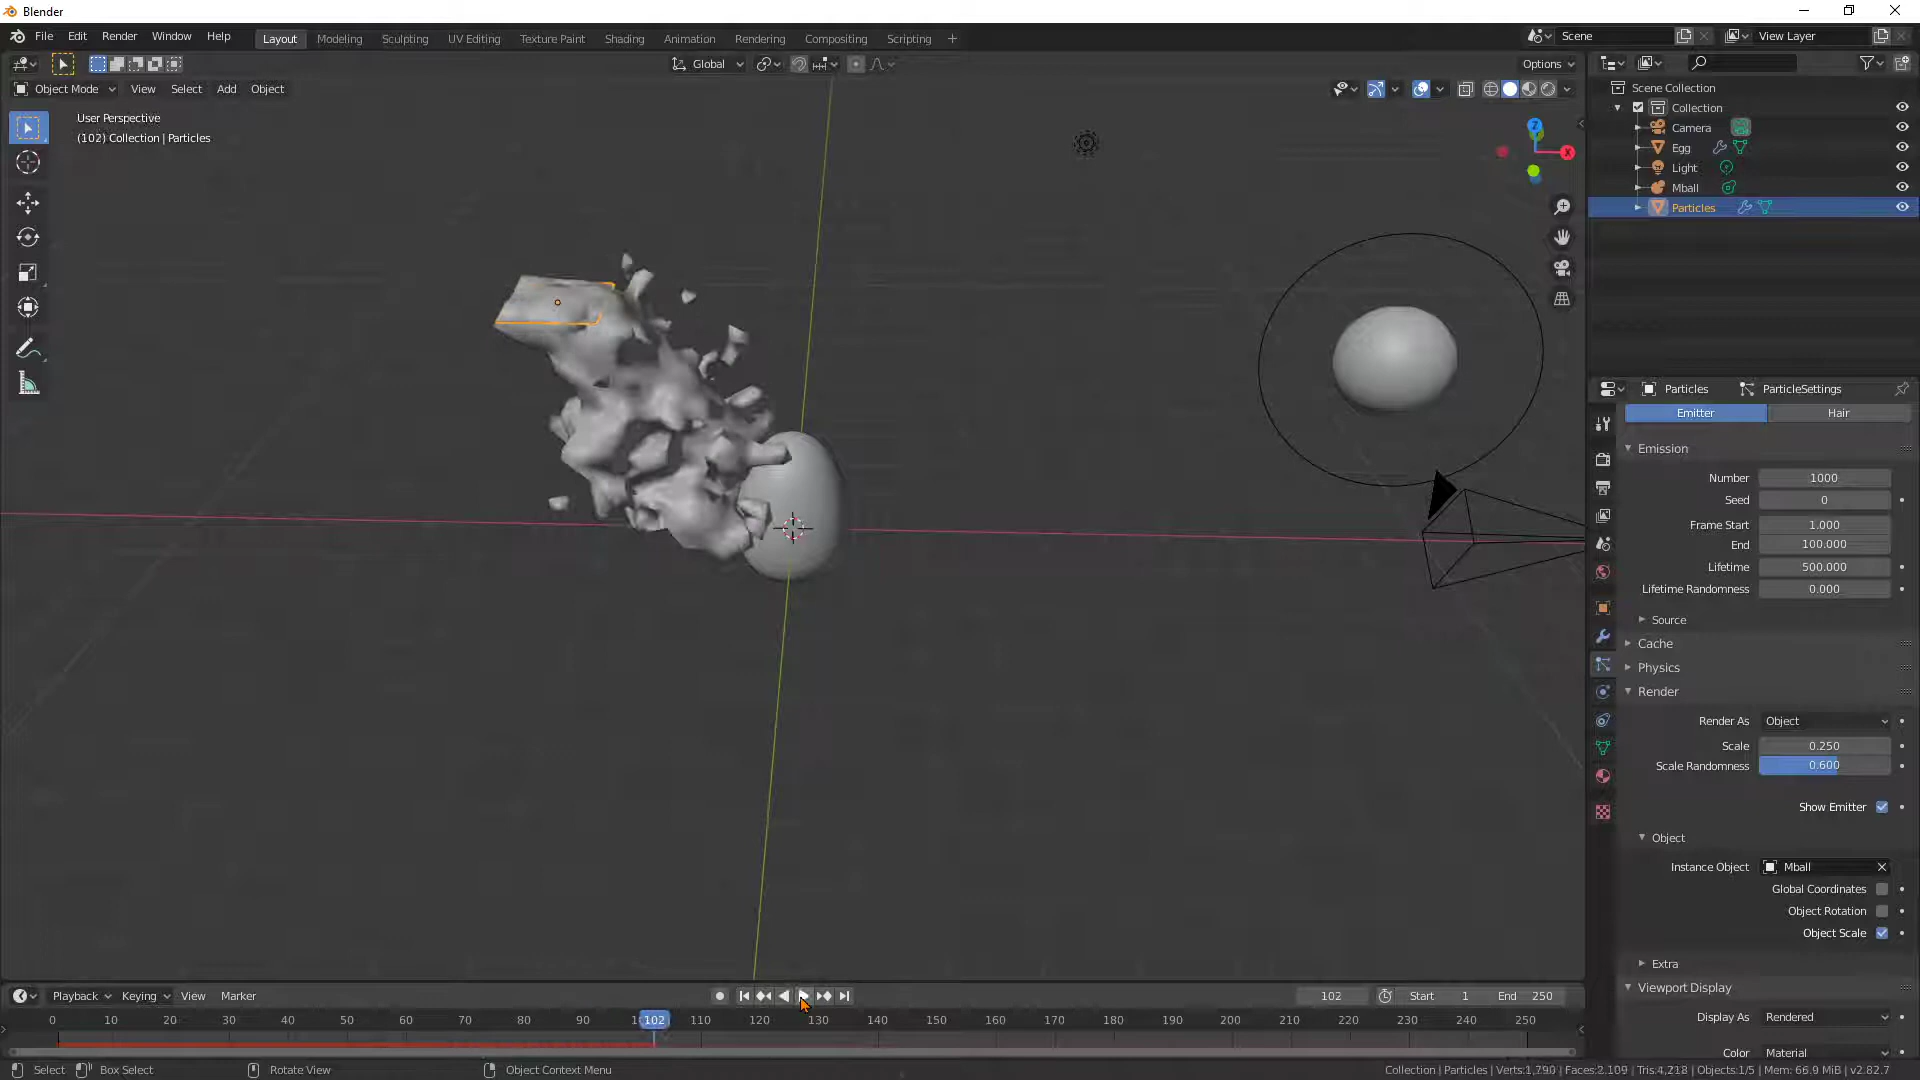 Blender
File Edit Render Window Help
Layout Modeling Sculpting UV Editing Texture Paint Shading Animation Rendering Compositing Scripting +
Scene
View Layer
Global
Options
Object Mode View Select Add Object
User Perspective
(102) Collection | Particles
Z
X
Scene Collection
Collection
Camera
Egg
Light
Mball
Particles
Particles ParticleSettings
Emitter Hair
Emission
Number 1000
Seed 0
Frame Start 1.000
End 100.000
Lifetime 500.000
Lifetime Randomness 0.000
Source
Cache
Physics
Render
Render As Object
Scale 0.250
Scale Randomness 0.600
Show Emitter
Object
Instance Object Mball
Global Coordinates
Object Rotation
Object Scale
Extra
Viewport Display
Display As Rendered
Color Material
Playback Keying View Marker
102 Start 1 End 250
0 10 20 30 40 50 60 70 80 90 102 110 120 130 140 150 160 170 180 190 200 210 220 230 240 250
Select Box Select Rotate View Object Context Menu
Collection | Particles | Verts:1,790 | Faces:2,109 | Tris:4,218 | Objects:1/5 | Mem: 66.9 MiB | v2.82.7